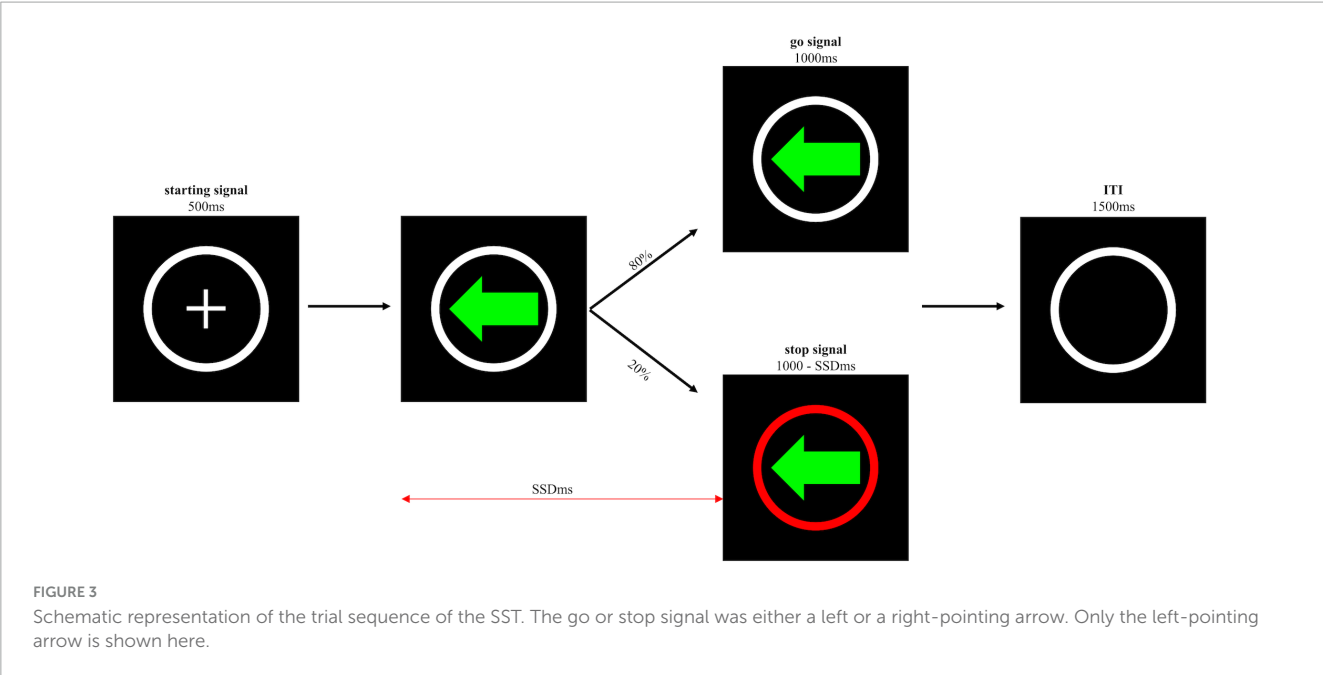 go signal
1000ms
starting signal
500ms
ITI
1500ms
80%
stop signal
1000 - SSDms
20%
SSDms
FIGURE 3
Schematic representation of the trial sequence of the SST. The go or stop signal was either a left or a right-pointing arrow. Only the left-pointing
arrow is shown here.